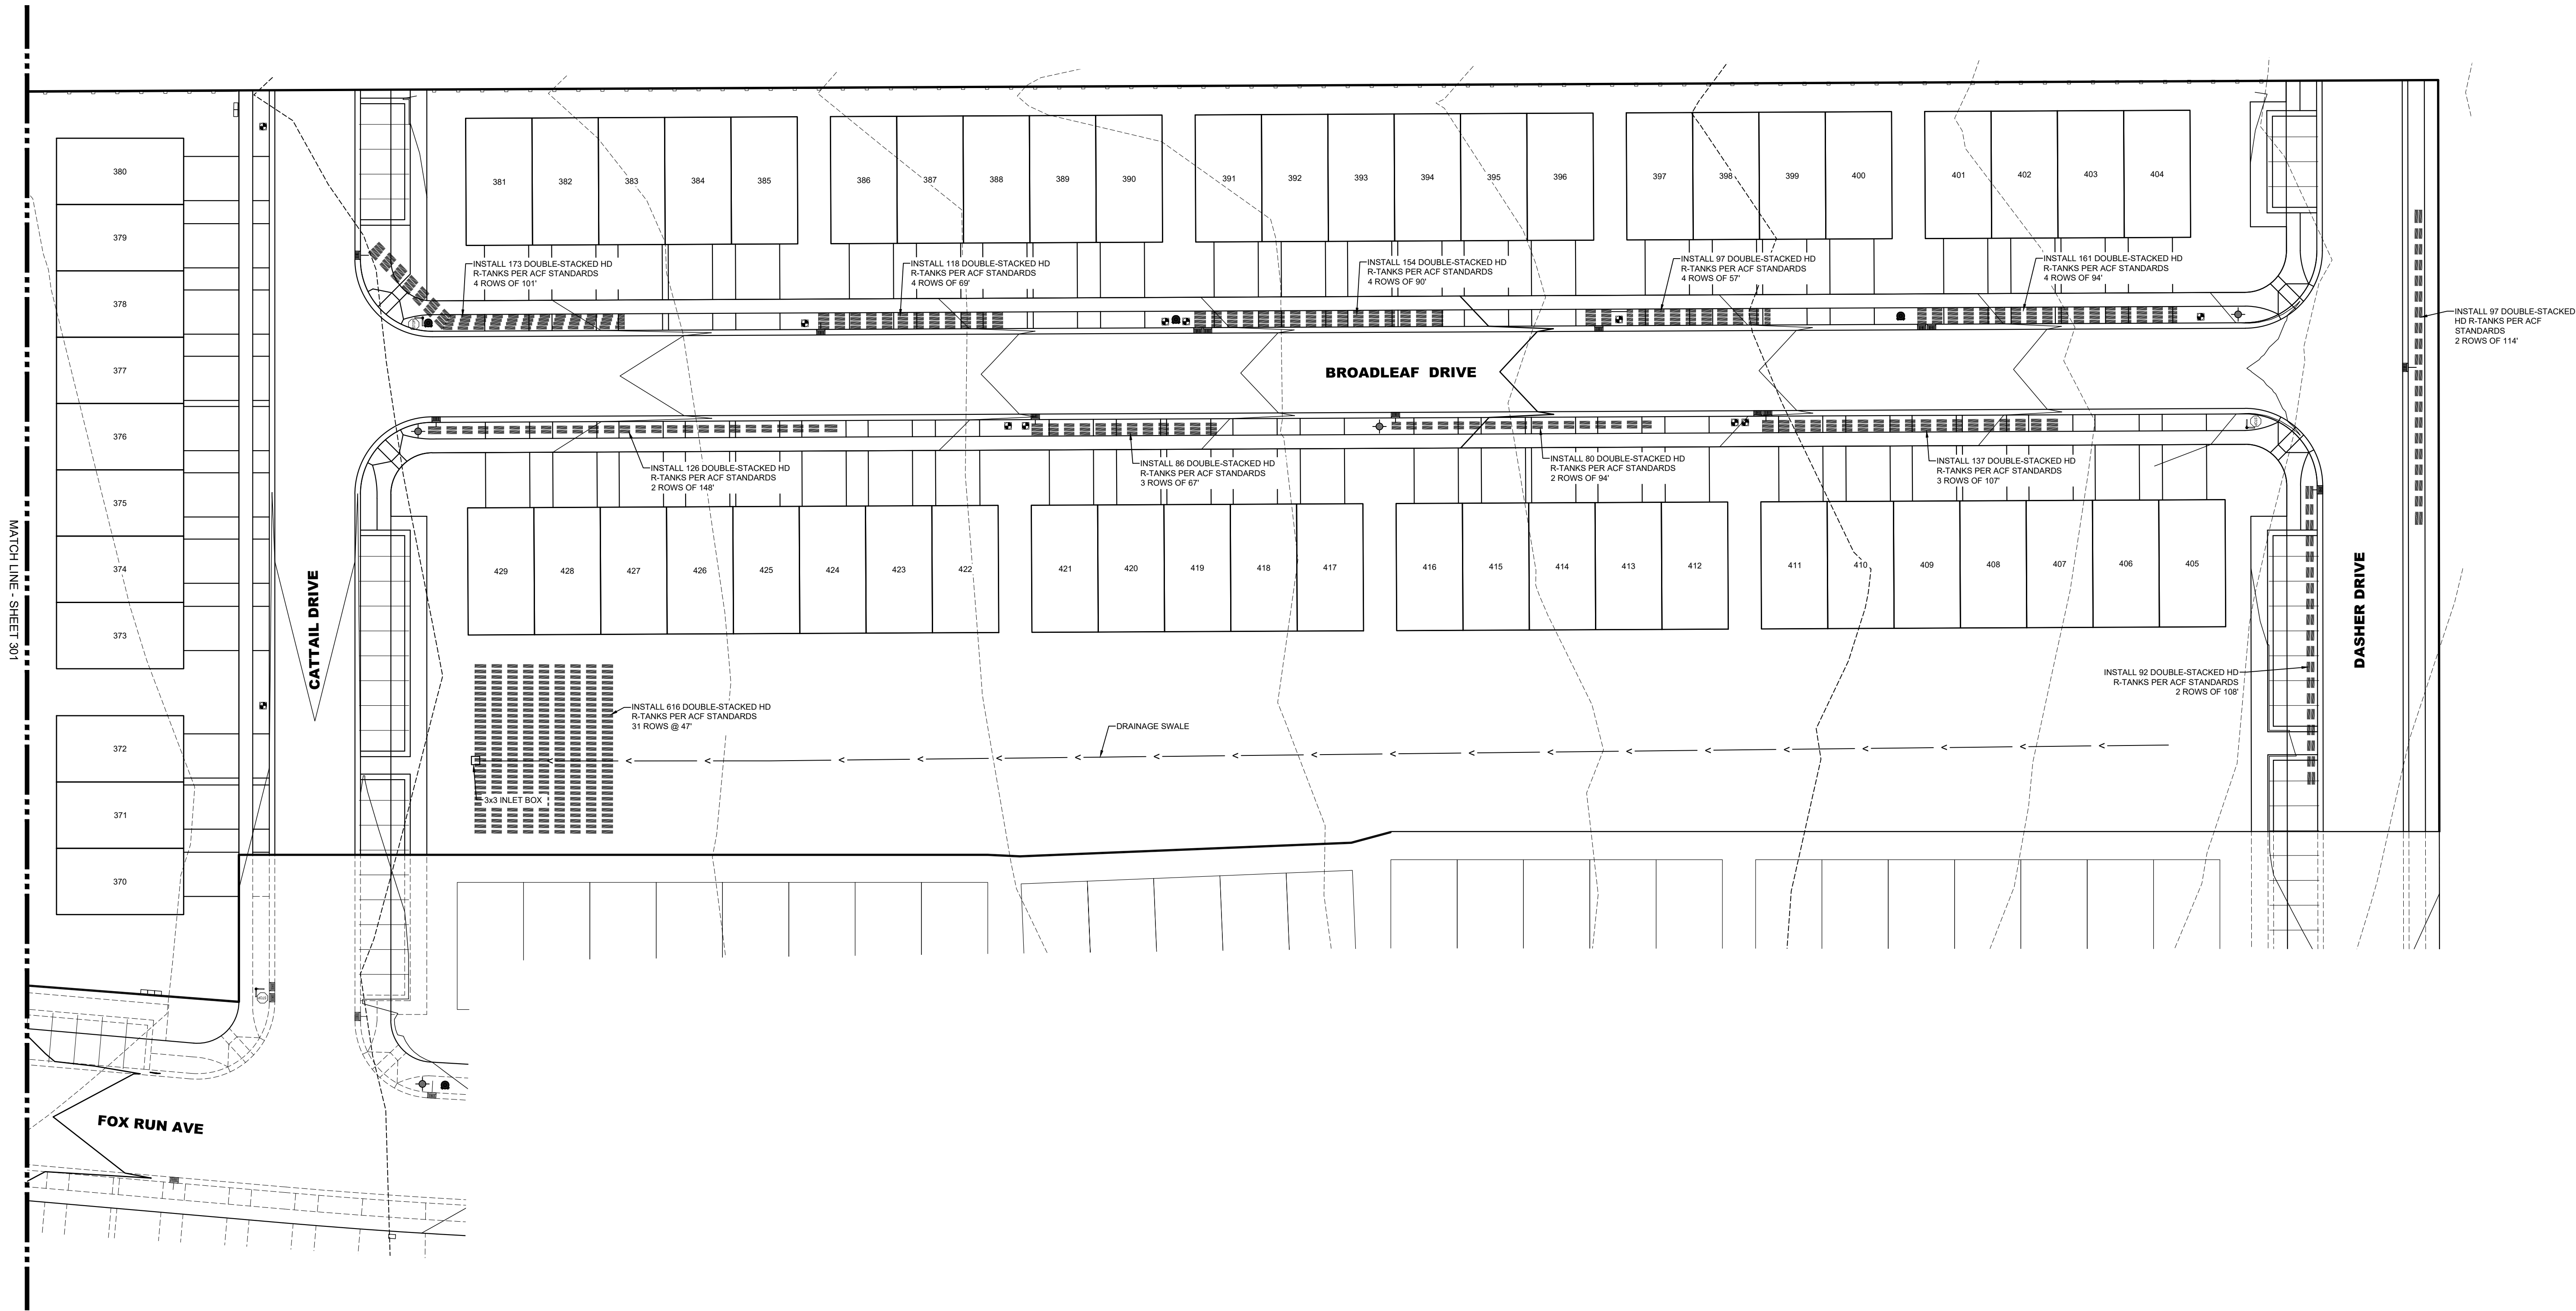 MATCH LINE - SHEET 301
380
379
378
377
376
375
374
373
372
371
370
CATTAIL DRIVE
FOX RUN AVE
381 382 383 384 385
386 387 388 389 390
391 392 393 394 395 396
397 398 399 400
401 402 403 404
INSTALL 173 DOUBLE-STACKED HD
R-TANKS PER ACF STANDARDS
4 ROWS OF 101'
INSTALL 118 DOUBLE-STACKED HD
R-TANKS PER ACF STANDARDS
4 ROWS OF 69'
INSTALL 154 DOUBLE-STACKED HD
R-TANKS PER ACF STANDARDS
4 ROWS OF 90'
INSTALL 97 DOUBLE-STACKED HD
R-TANKS PER ACF STANDARDS
4 ROWS OF 57'
INSTALL 161 DOUBLE-STACKED HD
R-TANKS PER ACF STANDARDS
4 ROWS OF 94'
INSTALL 97 DOUBLE-STACKED
HD R-TANKS PER ACF
STANDARDS
2 ROWS OF 114'
BROADLEAF DRIVE
INSTALL 126 DOUBLE-STACKED HD
R-TANKS PER ACF STANDARDS
2 ROWS OF 148'
INSTALL 86 DOUBLE-STACKED HD
R-TANKS PER ACF STANDARDS
3 ROWS OF 67'
INSTALL 80 DOUBLE-STACKED HD
R-TANKS PER ACF STANDARDS
2 ROWS OF 94'
INSTALL 137 DOUBLE-STACKED HD
R-TANKS PER ACF STANDARDS
3 ROWS OF 107'
429 428 427 426 425 424 423 422
421 420 419 418 417
416 415 414 413 412
411 410 409 408 407 406 405
DASHER DRIVE
INSTALL 92 DOUBLE-STACKED HD
R-TANKS PER ACF STANDARDS
2 ROWS OF 108'
INSTALL 616 DOUBLE-STACKED HD
R-TANKS PER ACF STANDARDS
31 ROWS @ 47'
DRAINAGE SWALE
3x3 INLET BOX